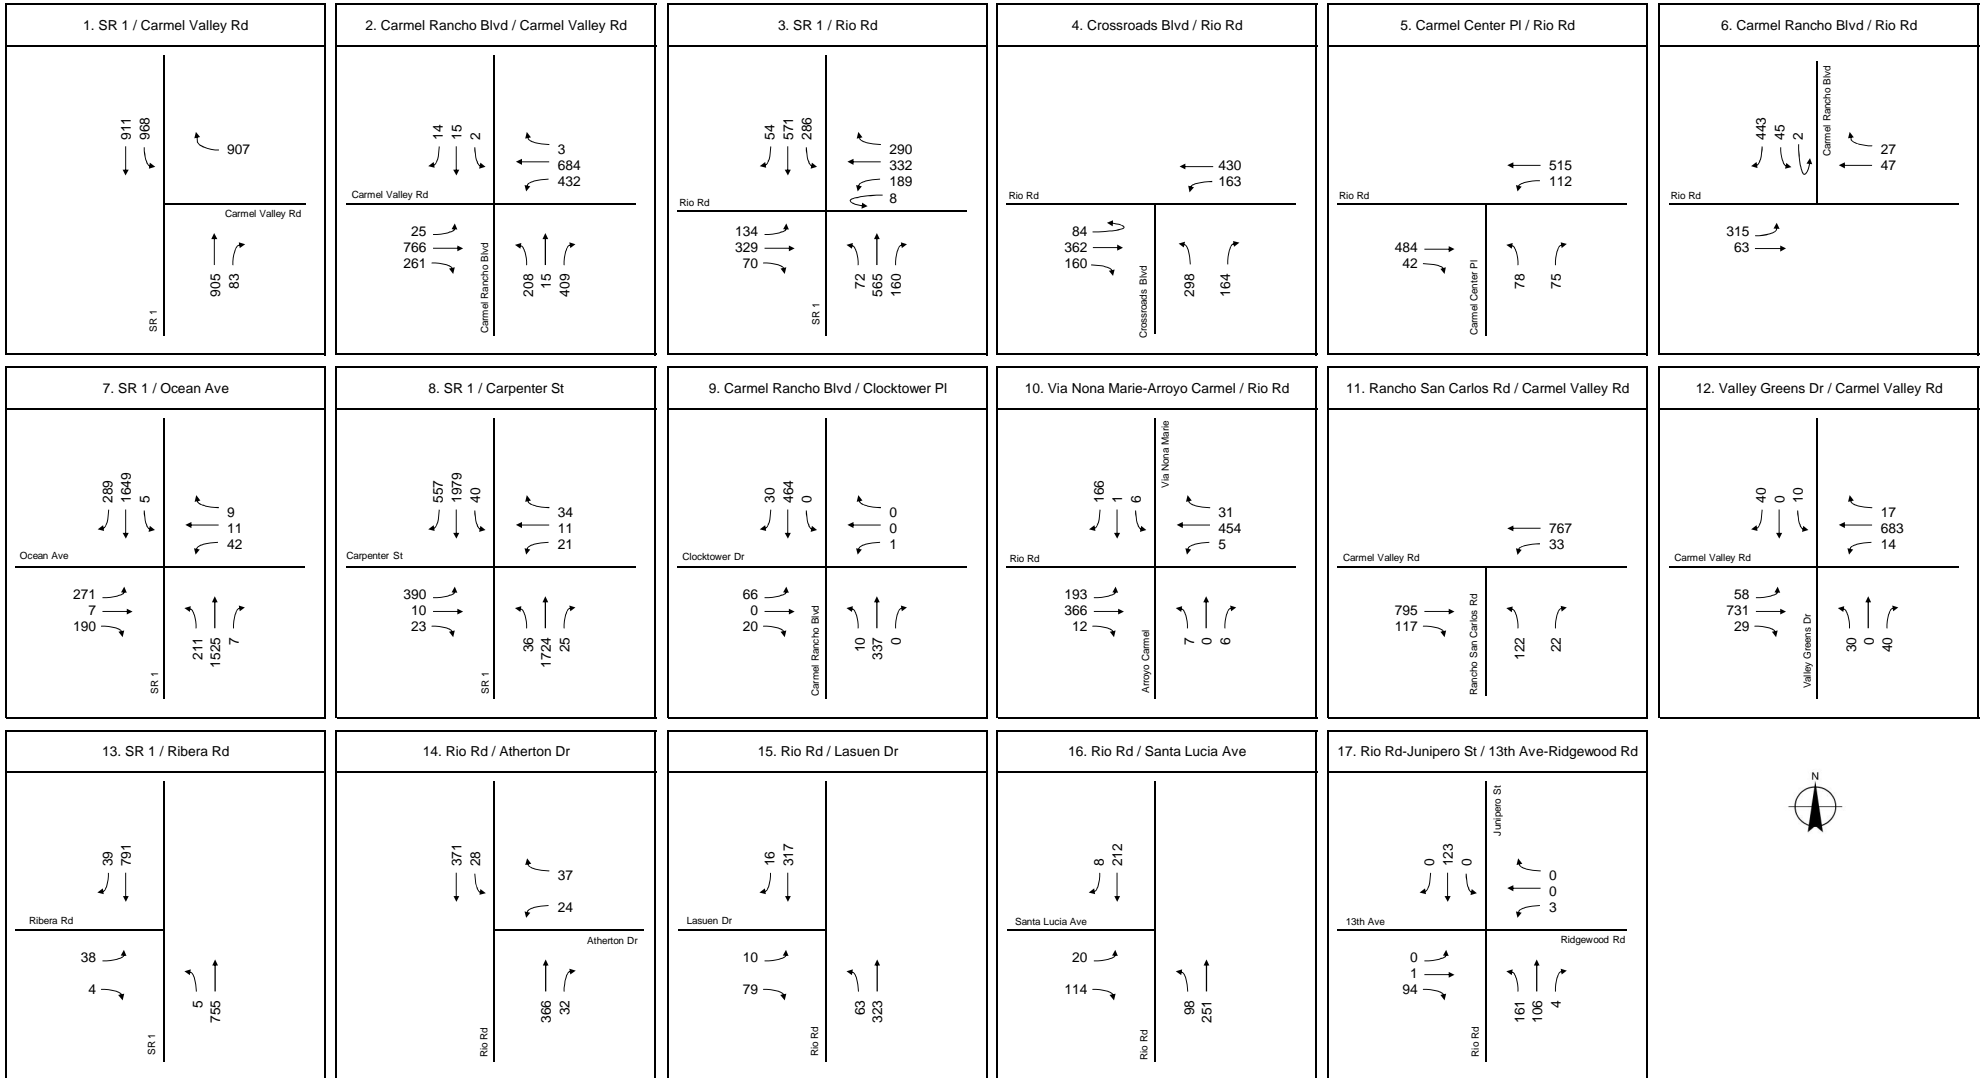 1. SR 1 / Carmel Valley Rd
911
968
907
Carmel Valley Rd
905
83
SR 1
2. Carmel Rancho Blvd / Carmel Valley Rd
14
15
2
3
684
432
Carmel Valley Rd
25
766
261
Carmel Rancho Blvd
208
15
409
3. SR 1 / Rio Rd
54
571
286
290
332
189
8
Rio Rd
134
329
70
72
565
160
SR 1
4. Crossroads Blvd / Rio Rd
430
163
Rio Rd
84
362
160
Crossroads Blvd
298
164
5. Carmel Center Pl / Rio Rd
515
112
Rio Rd
484
42
Carmel Center Pl
78
75
6. Carmel Rancho Blvd / Rio Rd
Carmel Rancho Blvd
443
45
2
27
47
Rio Rd
315
63
7. SR 1 / Ocean Ave
289
1649
5
9
11
42
Ocean Ave
271
7
190
211
1525
7
SR 1
8. SR 1 / Carpenter St
557
1979
40
34
11
21
Carpenter St
390
10
23
36
1724
25
SR 1
9. Carmel Rancho Blvd / Clocktower Pl
30
464
0
0
0
1
Clocktower Dr
66
0
20
Carmel Rancho Blvd
10
337
0
10. Via Nona Marie-Arroyo Carmel / Rio Rd
Via Nona Marie
166
1
6
31
454
5
Rio Rd
193
366
12
Arroyo Carmel
7
0
6
11. Rancho San Carlos Rd / Carmel Valley Rd
767
33
Carmel Valley Rd
795
117
Rancho San Carlos Rd
122
22
12. Valley Greens Dr / Carmel Valley Rd
40
0
10
17
683
14
Carmel Valley Rd
58
731
29
Valley Greens Dr
30
0
40
13. SR 1 / Ribera Rd
39
791
Ribera Rd
38
4
5
755
SR 1
14. Rio Rd / Atherton Dr
371
28
37
24
Atherton Dr
366
32
Rio Rd
15. Rio Rd / Lasuen Dr
16
317
Lasuen Dr
10
79
63
323
Rio Rd
16. Rio Rd / Santa Lucia Ave
8
212
Santa Lucia Ave
20
114
98
251
Rio Rd
17. Rio Rd-Junipero St / 13th Ave-Ridgewood Rd
Junipero St
0
123
0
0
0
3
13th Ave
Ridgewood Rd
0
1
94
161
106
4
Rio Rd
N